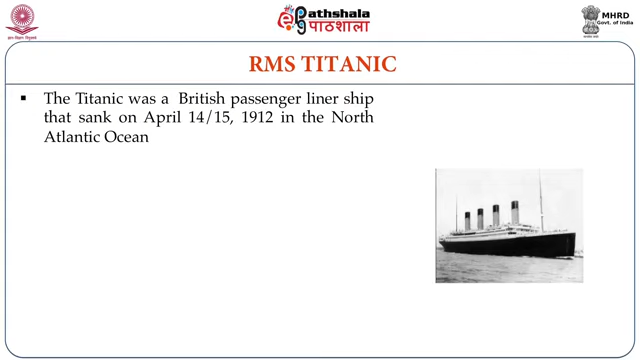 ePathshala
पाठशाला
MHRD
Govt. of India
RMS TITANIC
▪ The Titanic was a British passenger liner ship
that sank on April 14/15, 1912 in the North
Atlantic Ocean